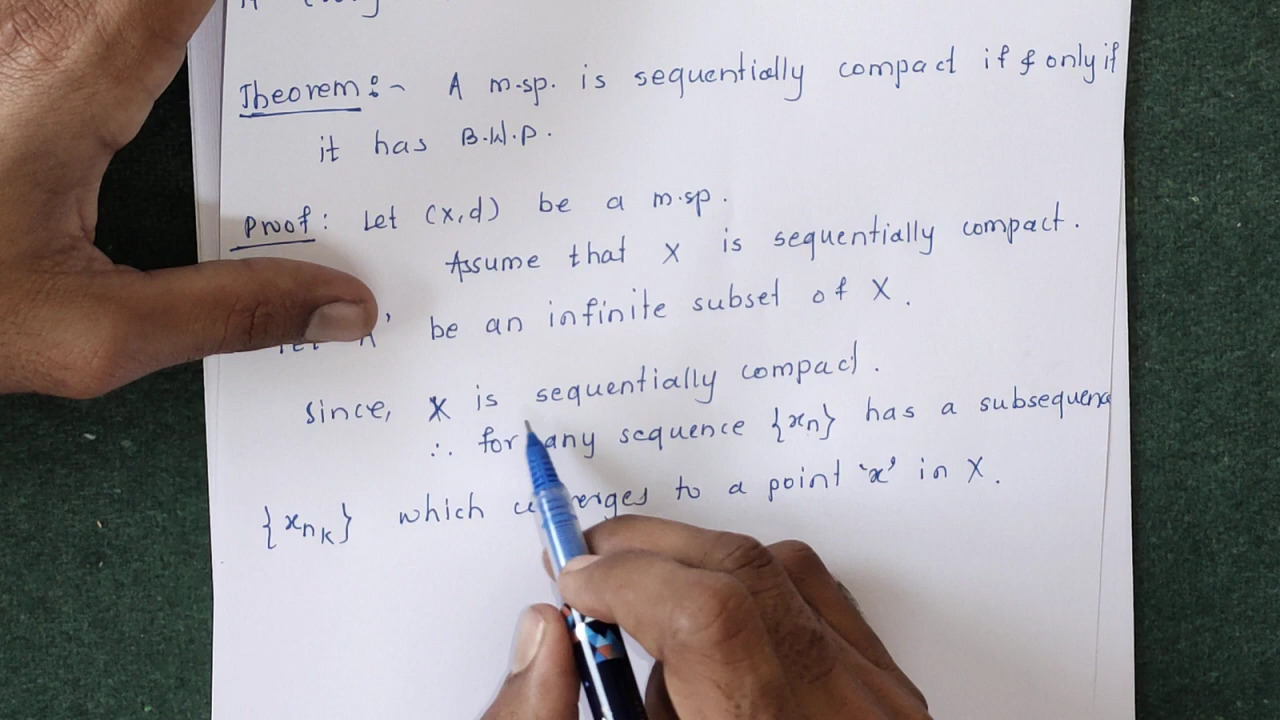 Theorem :- A m.sp. is sequentially compact if & only if
it has B.W.P.
Proof : Let (X,d) be a m.sp.
Assume that X is sequentially compact.
be an infinite subset of X.
since, X is sequentially compact.
∴ for any sequence {xn} has a subsequence
{xnk} which converges to a point 'x' in X.